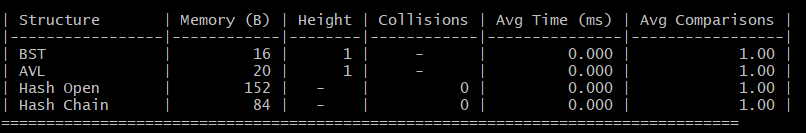 | Structure       | Memory (B) | Height | Collisions | Avg Time (ms) | Avg Comparisons |
|-----------------|------------|--------|------------|---------------|-----------------|
| BST             |         16 |      1 |     -      |         0.000 |            1.00 |
| AVL             |         20 |      1 |     -      |         0.000 |            1.00 |
| Hash Open       |        152 |   -    |          0 |         0.000 |            1.00 |
| Hash Chain      |         84 |   -    |          0 |         0.000 |            1.00 |
====================================================================================